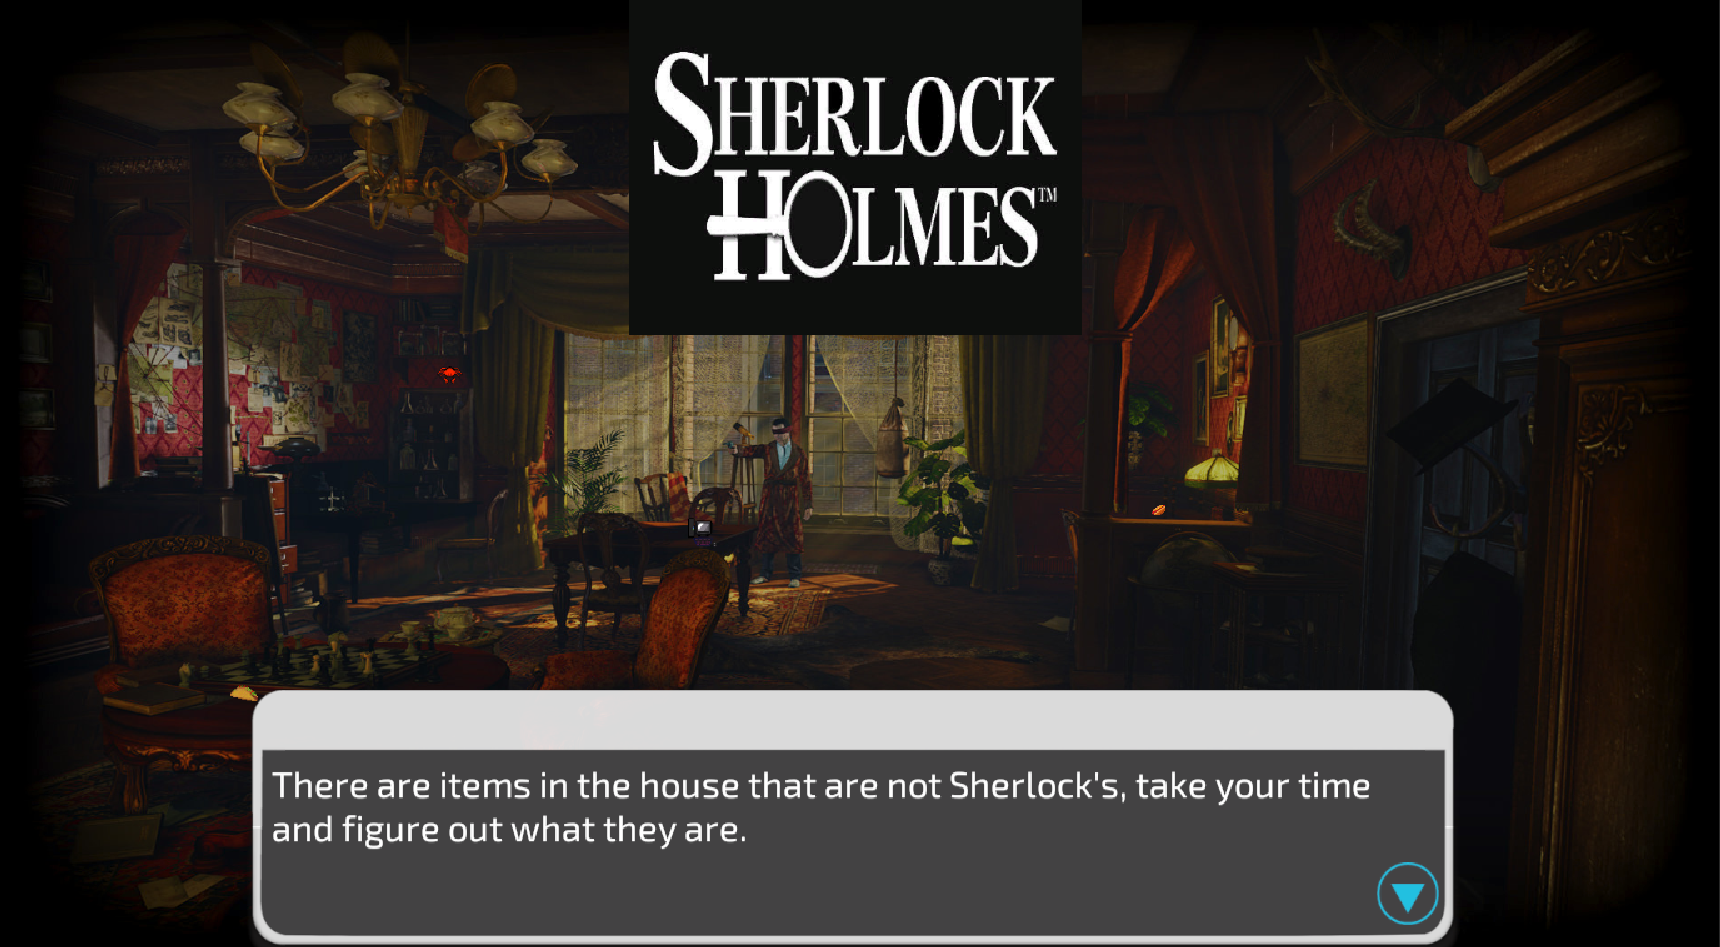 SHERLOCK
HOLMES™
There are items in the house that are not Sherlock's, take your time
and figure out what they are.